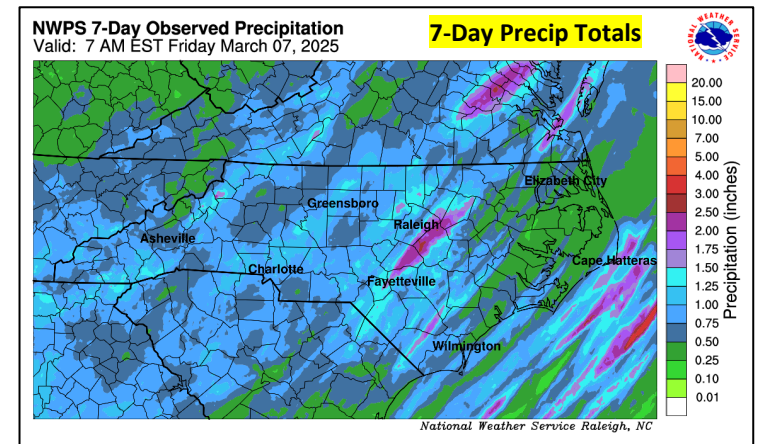 NWPS 7-Day Observed Precipitation
Valid: 7 AM EST Friday March 07, 2025
7-Day Precip Totals
NATIONAL WEATHER SERVICE
Elizabeth City
Greensboro
Raleigh
Asheville
Cape Hatteras
Charlotte
Fayetteville
Wilmington
20.00
15.00
10.00
7.00
5.00
4.00
3.00
2.50
2.00
1.75
1.50
1.25
1.00
0.75
0.50
0.25
0.10
0.01
Precipitation (inches)
National Weather Service Raleigh, NC